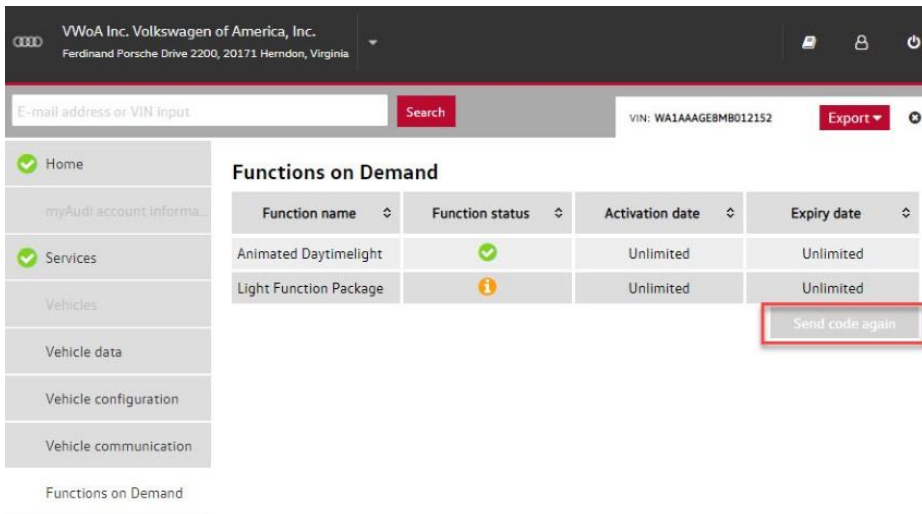 VWoA Inc. Volkswagen of America, Inc.
Ferdinand Porsche Drive 2200, 20171 Herndon, Virginia
E-mail address or VIN input
Search
VIN: WA1AAAGE8MB012152
Export
Home
myAudi account informa...
Services
Vehicles
Vehicle data
Vehicle configuration
Vehicle communication
Functions on Demand
Functions on Demand
Function name Function status Activation date Expiry date
Animated Daytimelight Unlimited Unlimited
Light Function Package Unlimited Unlimited
Send code again